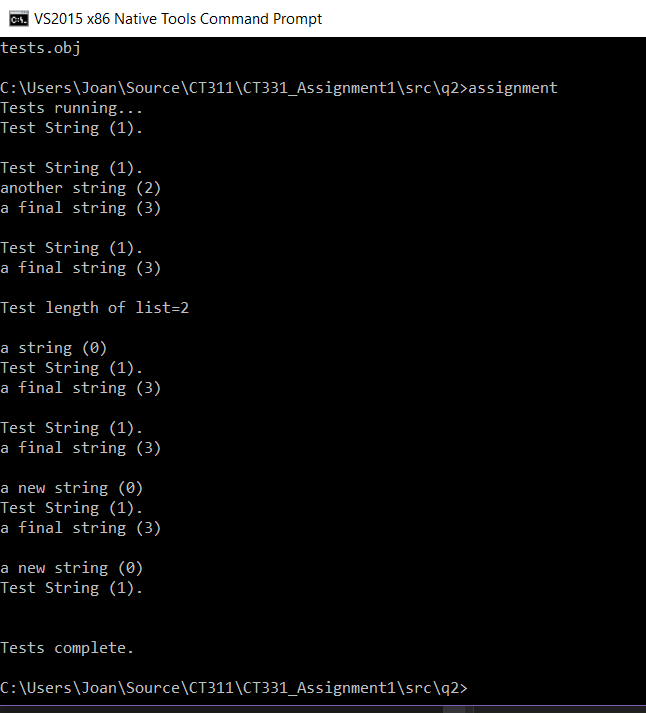 VS2015 x86 Native Tools Command Prompt
tests.obj
C:\Users\Joan\Source\CT311\CT331_Assignment1\src\q2>assignment
Tests running...
Test String (1).
Test String (1).
another string (2)
a final string (3)
Test String (1).
a final string (3)
Test length of list=2
a string (0)
Test String (1).
a final string (3)
Test String (1).
a final string (3)
a new string (0)
Test String (1).
a final string (3)
a new string (0)
Test String (1).
Tests complete.
C:\Users\Joan\Source\CT311\CT331_Assignment1\src\q2>